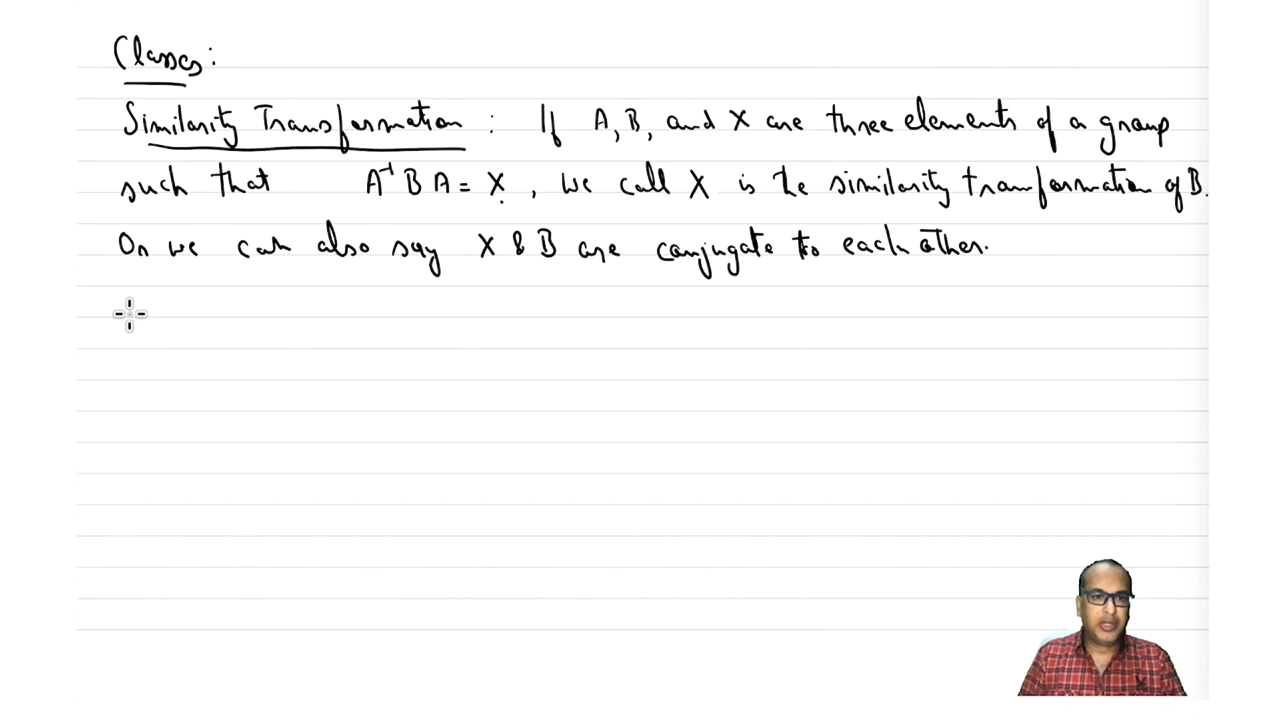 Classes:
Similarity Transformation : If A, B, and X are three elements of a group
such that A⁻¹ B A = X, we call X is the similarity transformation of B.
Or we can also say X & B are conjugate to each other.